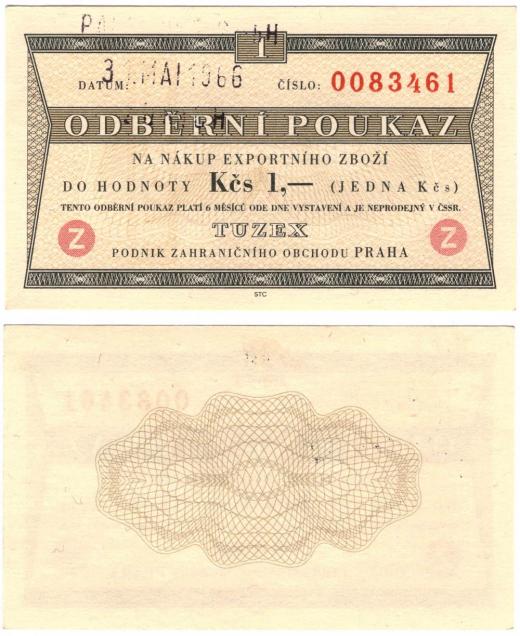 1
DATUM: 3. MAI 1966 ČÍSLO: 0083461
ODBĚRNÍ POUKAZ
NA NÁKUP EXPORTNÍHO ZBOŽÍ
DO HODNOTY Kčs 1,— (JEDNA Kčs)
TENTO ODBĚRNÍ POUKAZ PLATÍ 6 MĚSÍCŮ ODE DNE VYSTAVENÍ A JE NEPRODEJNÝ V ČSSR.
Z TUZEX Z
PODNIK ZAHRANIČNÍHO OBCHODU PRAHA
STC